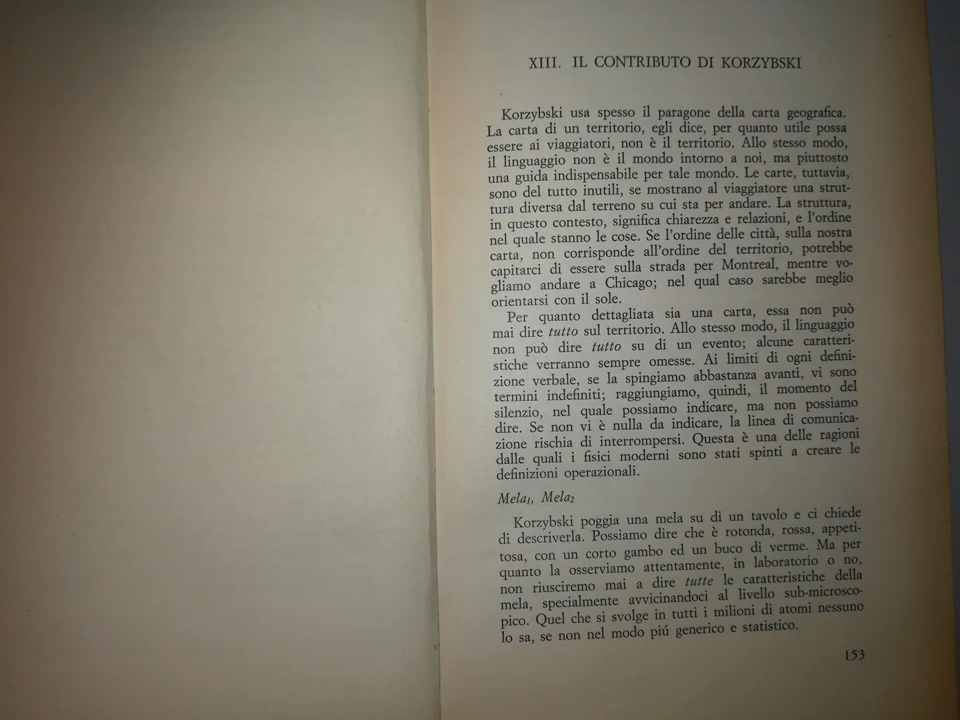 XIII. IL CONTRIBUTO DI KORZYBSKI
Korzybski usa spesso il paragone della carta geografica.
La carta di un territorio, egli dice, per quanto utile possa
essere ai viaggiatori, non è il territorio. Allo stesso modo,
il linguaggio non è il mondo intorno a noi, ma piuttosto
una guida indispensabile per tale mondo. Le carte, tuttavia,
sono del tutto inutili, se mostrano al viaggiatore una strut-
tura diversa dal terreno su cui sta per andare. La struttura,
in questo contesto, significa chiarezza e relazioni, e l'ordine
nel quale stanno le cose. Se l'ordine delle città, sulla nostra
carta, non corrisponde all'ordine del territorio, potrebbe
capitarci di essere sulla strada per Montreal, mentre vo-
gliamo andare a Chicago; nel qual caso sarebbe meglio
orientarsi con il sole.
Per quanto dettagliata sia una carta, essa non può
mai dire tutto sul territorio. Allo stesso modo, il linguaggio
non può dire tutto su di un evento; alcune caratteri-
stiche verranno sempre omesse. Ai limiti di ogni defini-
zione verbale, se la spingiamo abbastanza avanti, vi sono
termini indefiniti; raggiungiamo, quindi, il momento del
silenzio, nel quale possiamo indicare, ma non possiamo
dire. Se non vi è nulla da indicare, la linea di comunica-
zione rischia di interrompersi. Questa è una delle ragioni
dalle quali i fisici moderni sono stati spinti a creare le
definizioni operazionali.
Mela₁, Mela₂
Korzybski poggia una mela su di un tavolo e ci chiede
di descriverla. Possiamo dire che è rotonda, rossa, appeti-
tosa, con un corto gambo ed un buco di verme. Ma per
quanto la osserviamo attentamente, in laboratorio o no,
non riusciremo mai a dire tutte le caratteristiche della
mela, specialmente avvicinandoci al livello sub-microsco-
pico. Quel che si svolge in tutti i milioni di atomi nessuno
lo sa, se non nel modo piú generico e statistico.
153